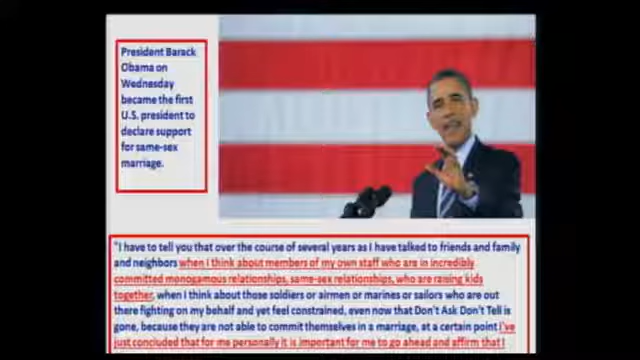 President Barack
Obama on
Wednesday
became the first
U.S. president to
declare support
for same-sex
marriage.
"I have to tell you that over the course of several years as I have talked to friends and family
and neighbors when I think about members of my own staff who are in incredibly
committed monogamous relationships, same-sex relationships, who are raising kids
together, when I think about those soldiers or airmen or marines or sailors who are out
there fighting on my behalf and yet feel constrained, even now that Don't Ask Don't Tell is
gone, because they are not able to commit themselves in a marriage, at a certain point I've
just concluded that for me personally it is important for me to go ahead and affirm that I